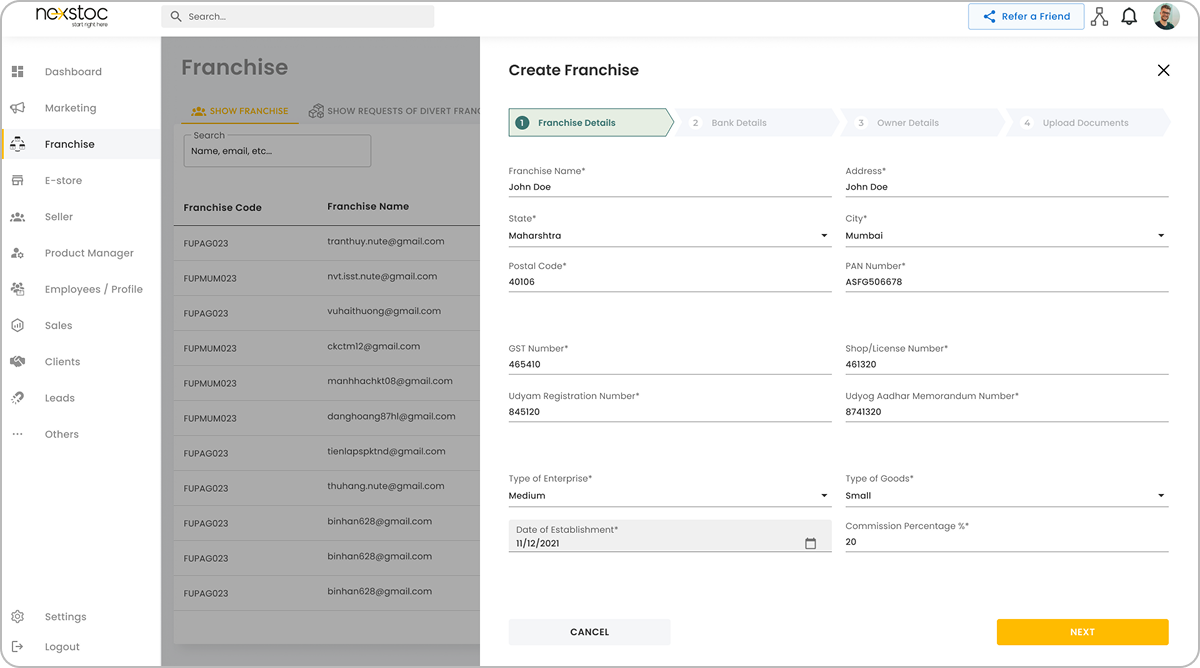 nexstoc
start right here
Search...
Refer a Friend
Dashboard
Marketing
Franchise
E-store
Seller
Product Manager
Employees / Profile
Sales
Clients
Leads
Others
Settings
Logout
Franchise
SHOW FRANCHISE
SHOW REQUESTS OF DIVERT FRANC
Search
Name, email, etc...
Franchise Code Franchise Name
FUPAG023 tranthuy.nute@gmail.com
FUPMUM023 nvt.isst.nute@gmail.com
FUPAG023 vuhaithuong@gmail.com
FUPMUM023 ckctm12@gmail.com
FUPMUM023 manhhachkt08@gmail.com
FUPMUM023 danghoang87hl@gmail.com
FUPAG023 tienlapspktnd@gmail.com
FUPAG023 thuhang.nute@gmail.com
FUPAG023 binhan628@gmail.com
FUPAG023 binhan628@gmail.com
FUPAG023 binhan628@gmail.com
Create Franchise
1 Franchise Details
2 Bank Details
3 Owner Details
4 Upload Documents
Franchise Name*
John Doe
Address*
John Doe
State*
Maharshtra
City*
Mumbai
Postal Code*
40106
PAN Number*
ASFG506678
GST Number*
465410
Shop/License Number*
461320
Udyam Registration Number*
845120
Udyog Aadhar Memorandum Number*
8741320
Type of Enterprise*
Medium
Type of Goods*
Small
Date of Establishment*
11/12/2021
Commission Percentage %*
20
CANCEL
NEXT